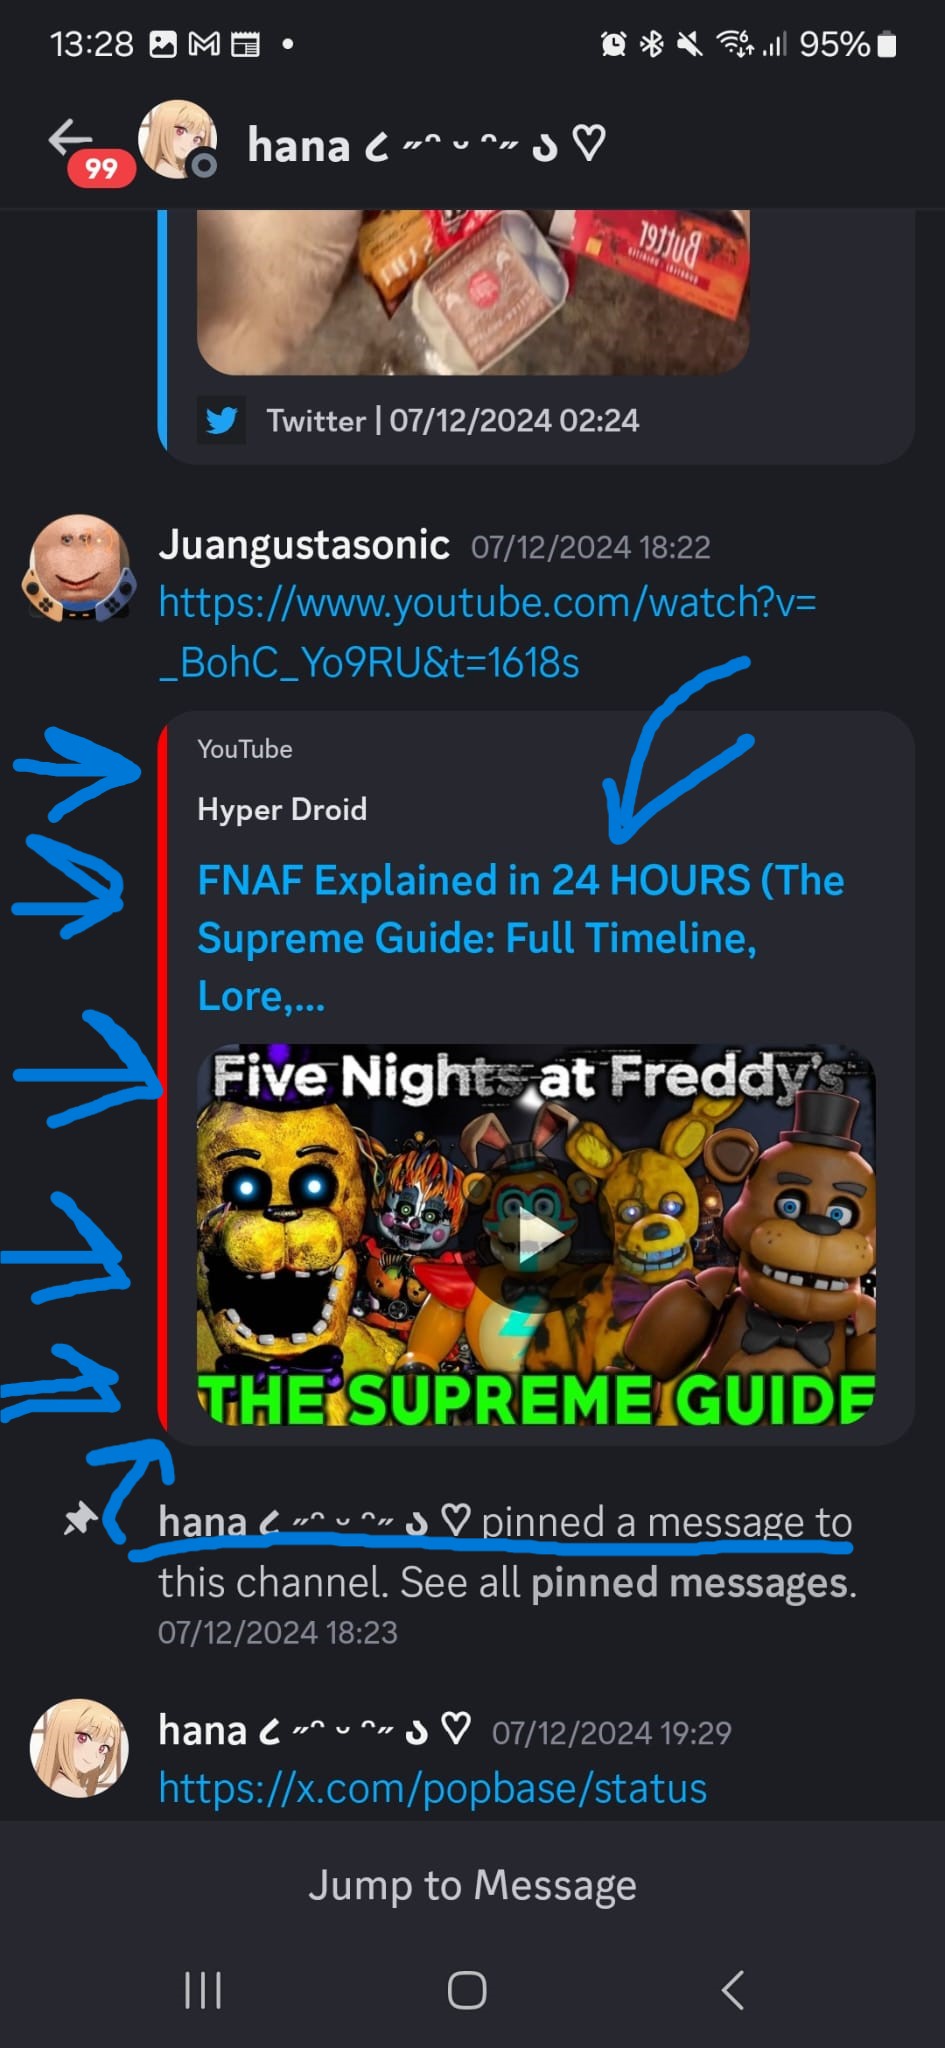 13:28
95%
99
hana
Butter
Twitter | 07/12/2024 02:24
Juangustasonic 07/12/2024 18:22
https://www.youtube.com/watch?v=
_BohC_Yo9RU&t=1618s
YouTube
Hyper Droid
FNAF Explained in 24 HOURS (The
Supreme Guide: Full Timeline,
Lore,...
Five Nights at Freddy's
THE SUPREME GUIDE
hana ૮ ˶ᵔ ᵕ ᵔ˶ ა ♡ pinned a message to
this channel. See all pinned messages.
07/12/2024 18:23
hana ૮ ˶ᵔ ᵕ ᵔ˶ ა ♡ 07/12/2024 19:29
https://x.com/popbase/status
Jump to Message